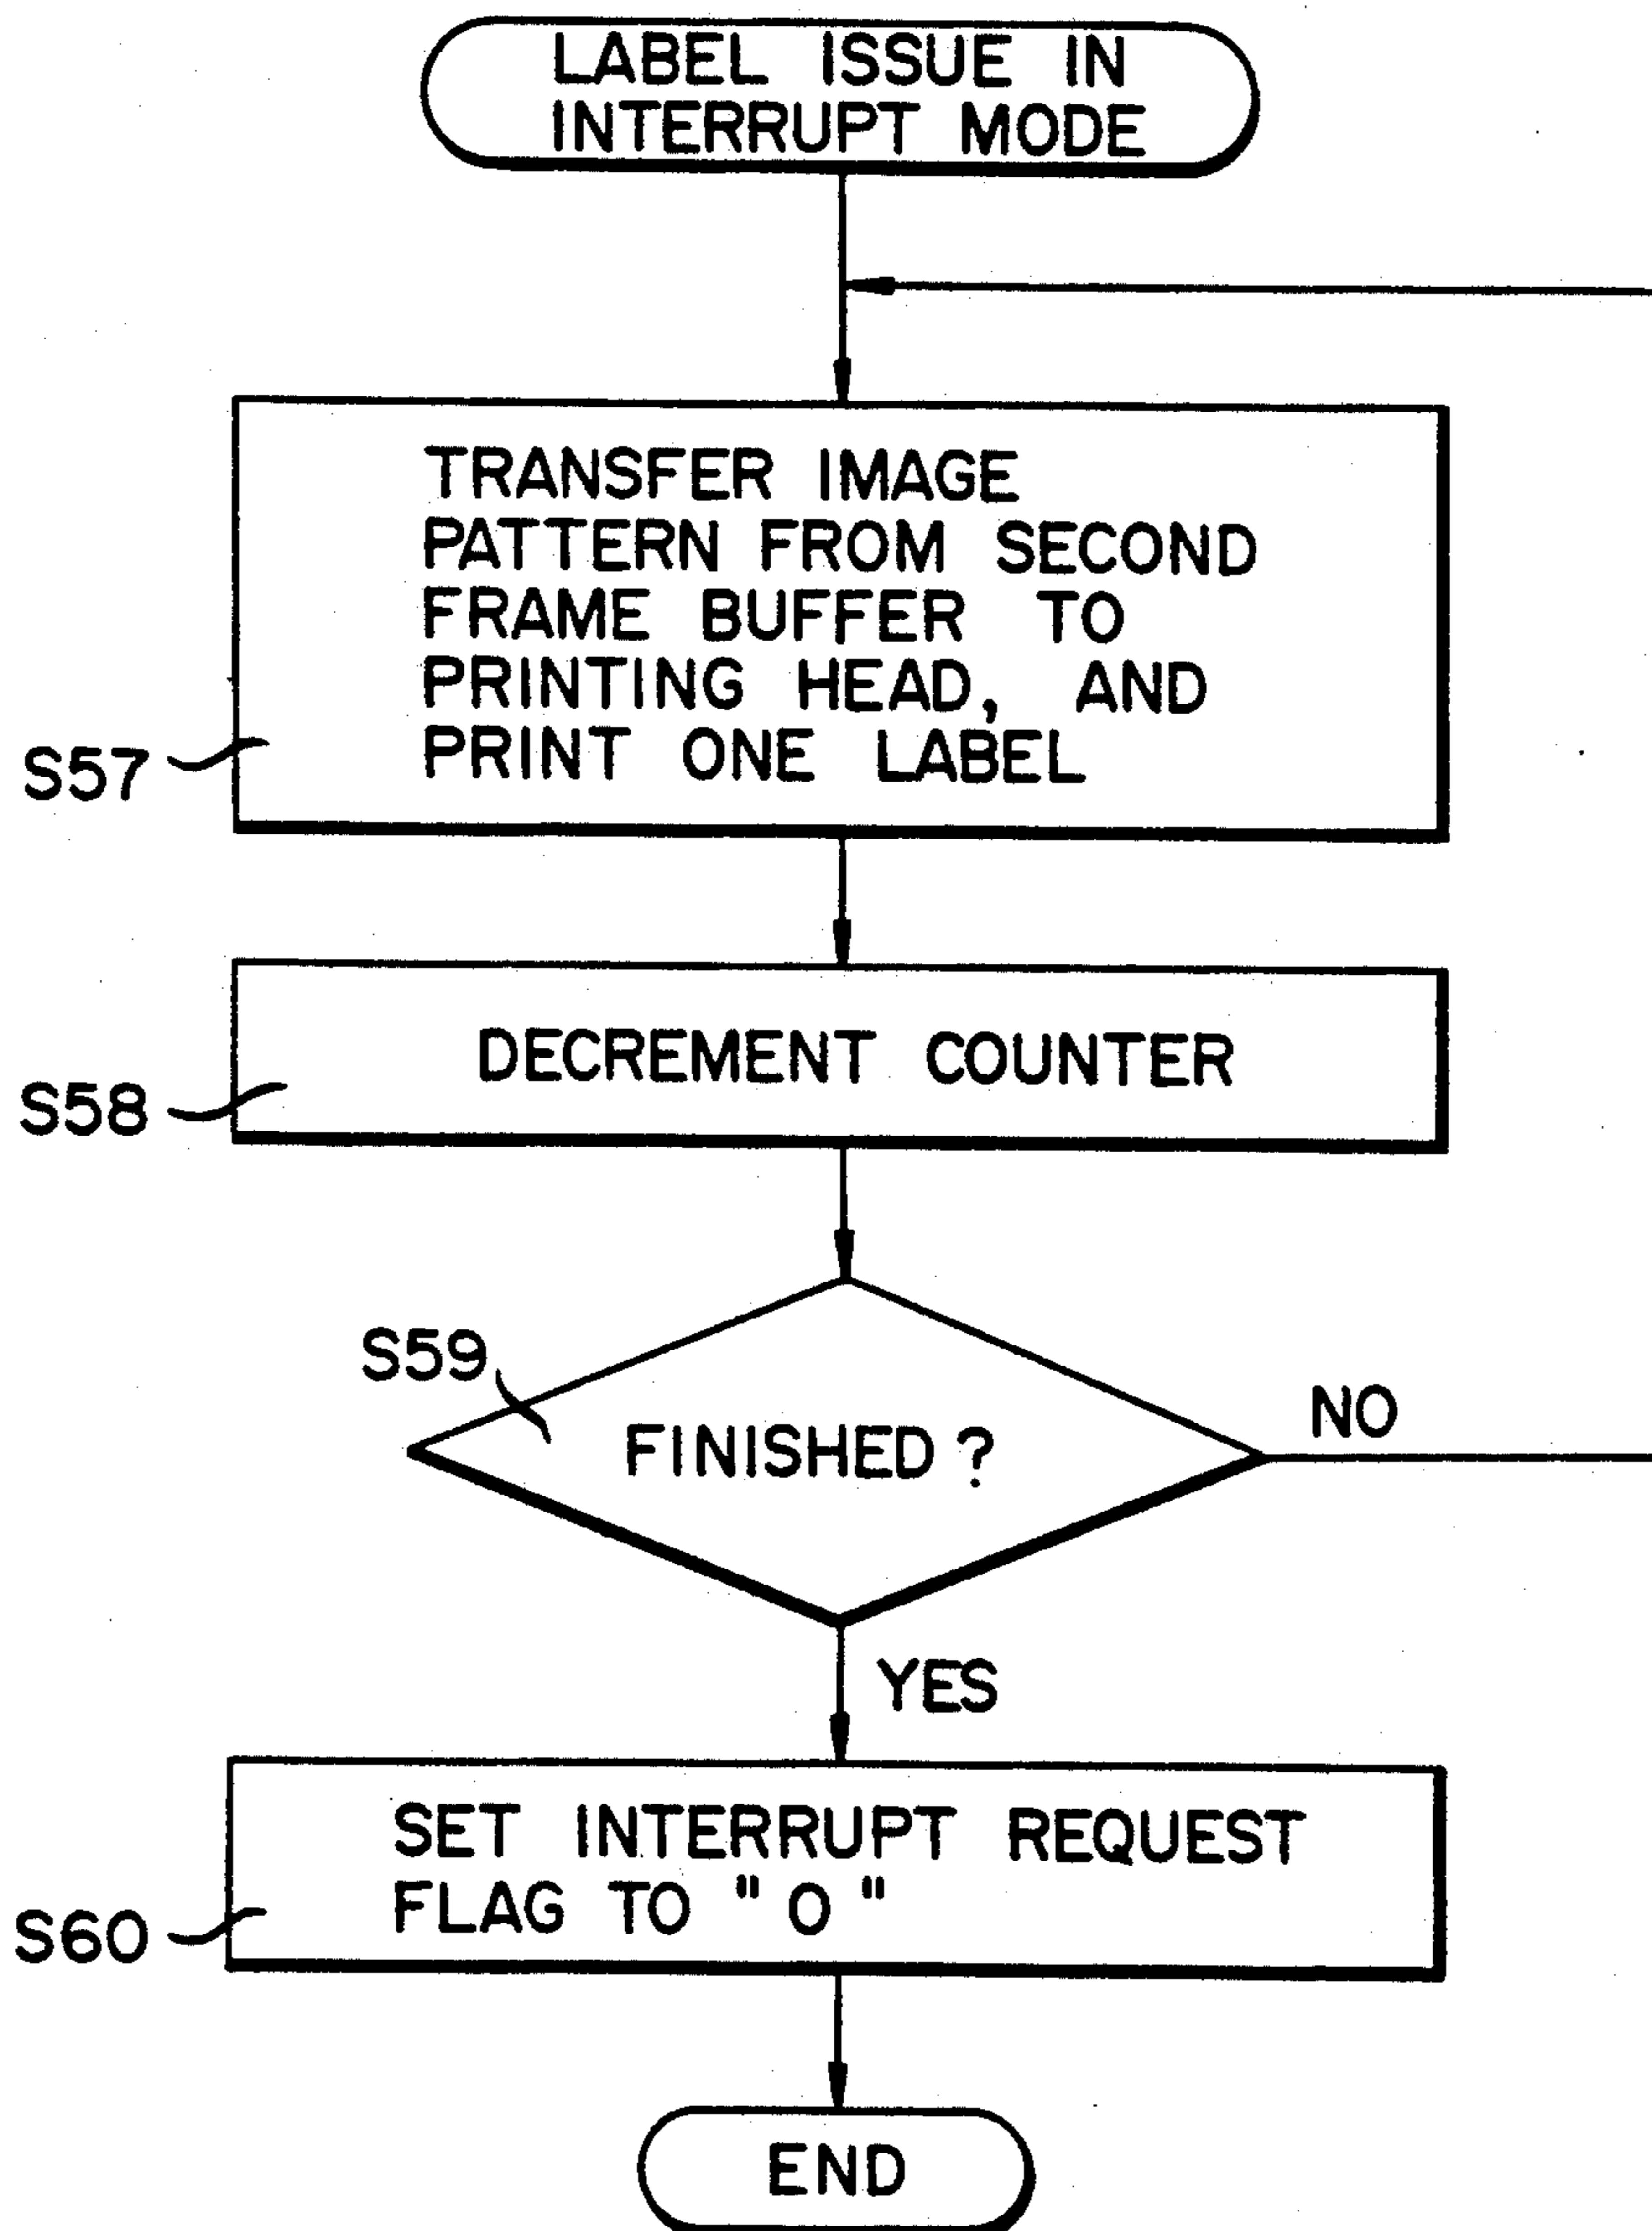 LABEL ISSUE IN
INTERRUPT MODE
TRANSFER IMAGE
PATTERN FROM SECOND
FRAME BUFFER TO
PRINTING HEAD, AND
PRINT ONE LABEL
S57
DECREMENT COUNTER
S58
S59
FINISHED ?
NO
YES
SET INTERRUPT REQUEST
FLAG TO "O"
S60
END